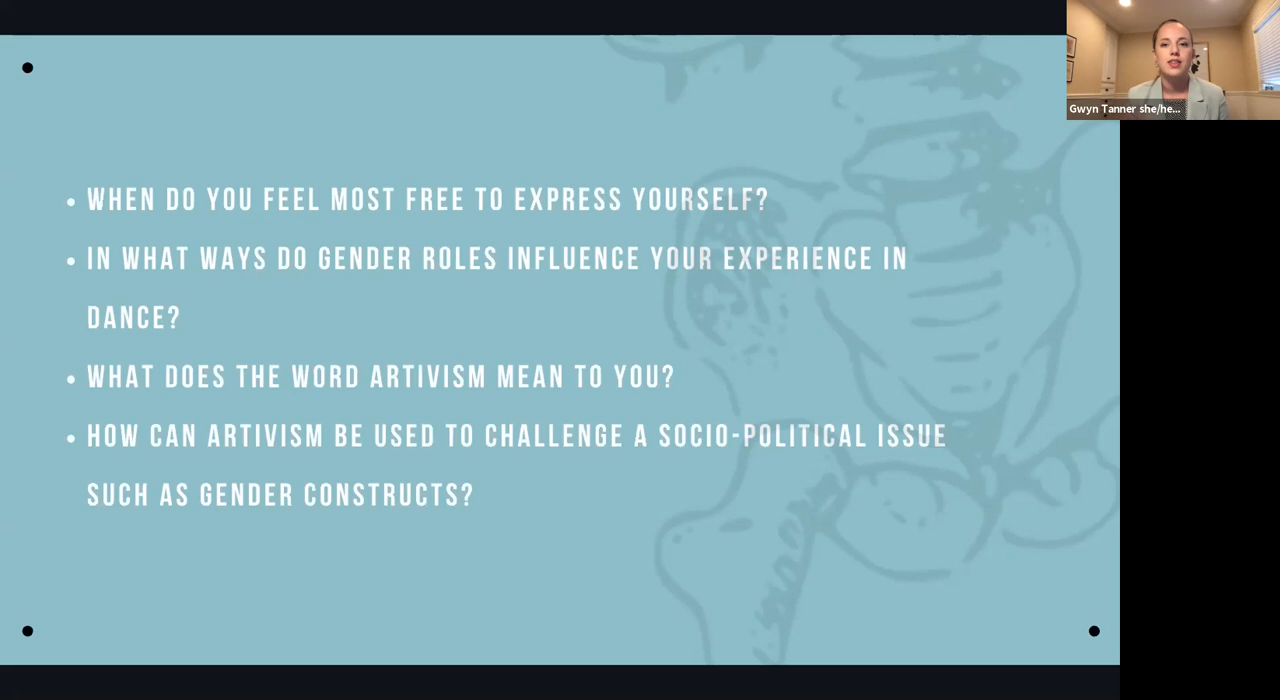 Gwyn Tanner she/he...
WHEN DO YOU FEEL MOST FREE TO EXPRESS YOURSELF?
IN WHAT WAYS DO GENDER ROLES INFLUENCE YOUR EXPERIENCE IN
DANCE?
WHAT DOES THE WORD ARTIVISM MEAN TO YOU?
HOW CAN ARTIVISM BE USED TO CHALLENGE A SOCIO-POLITICAL ISSUE
SUCH AS GENDER CONSTRUCTS?